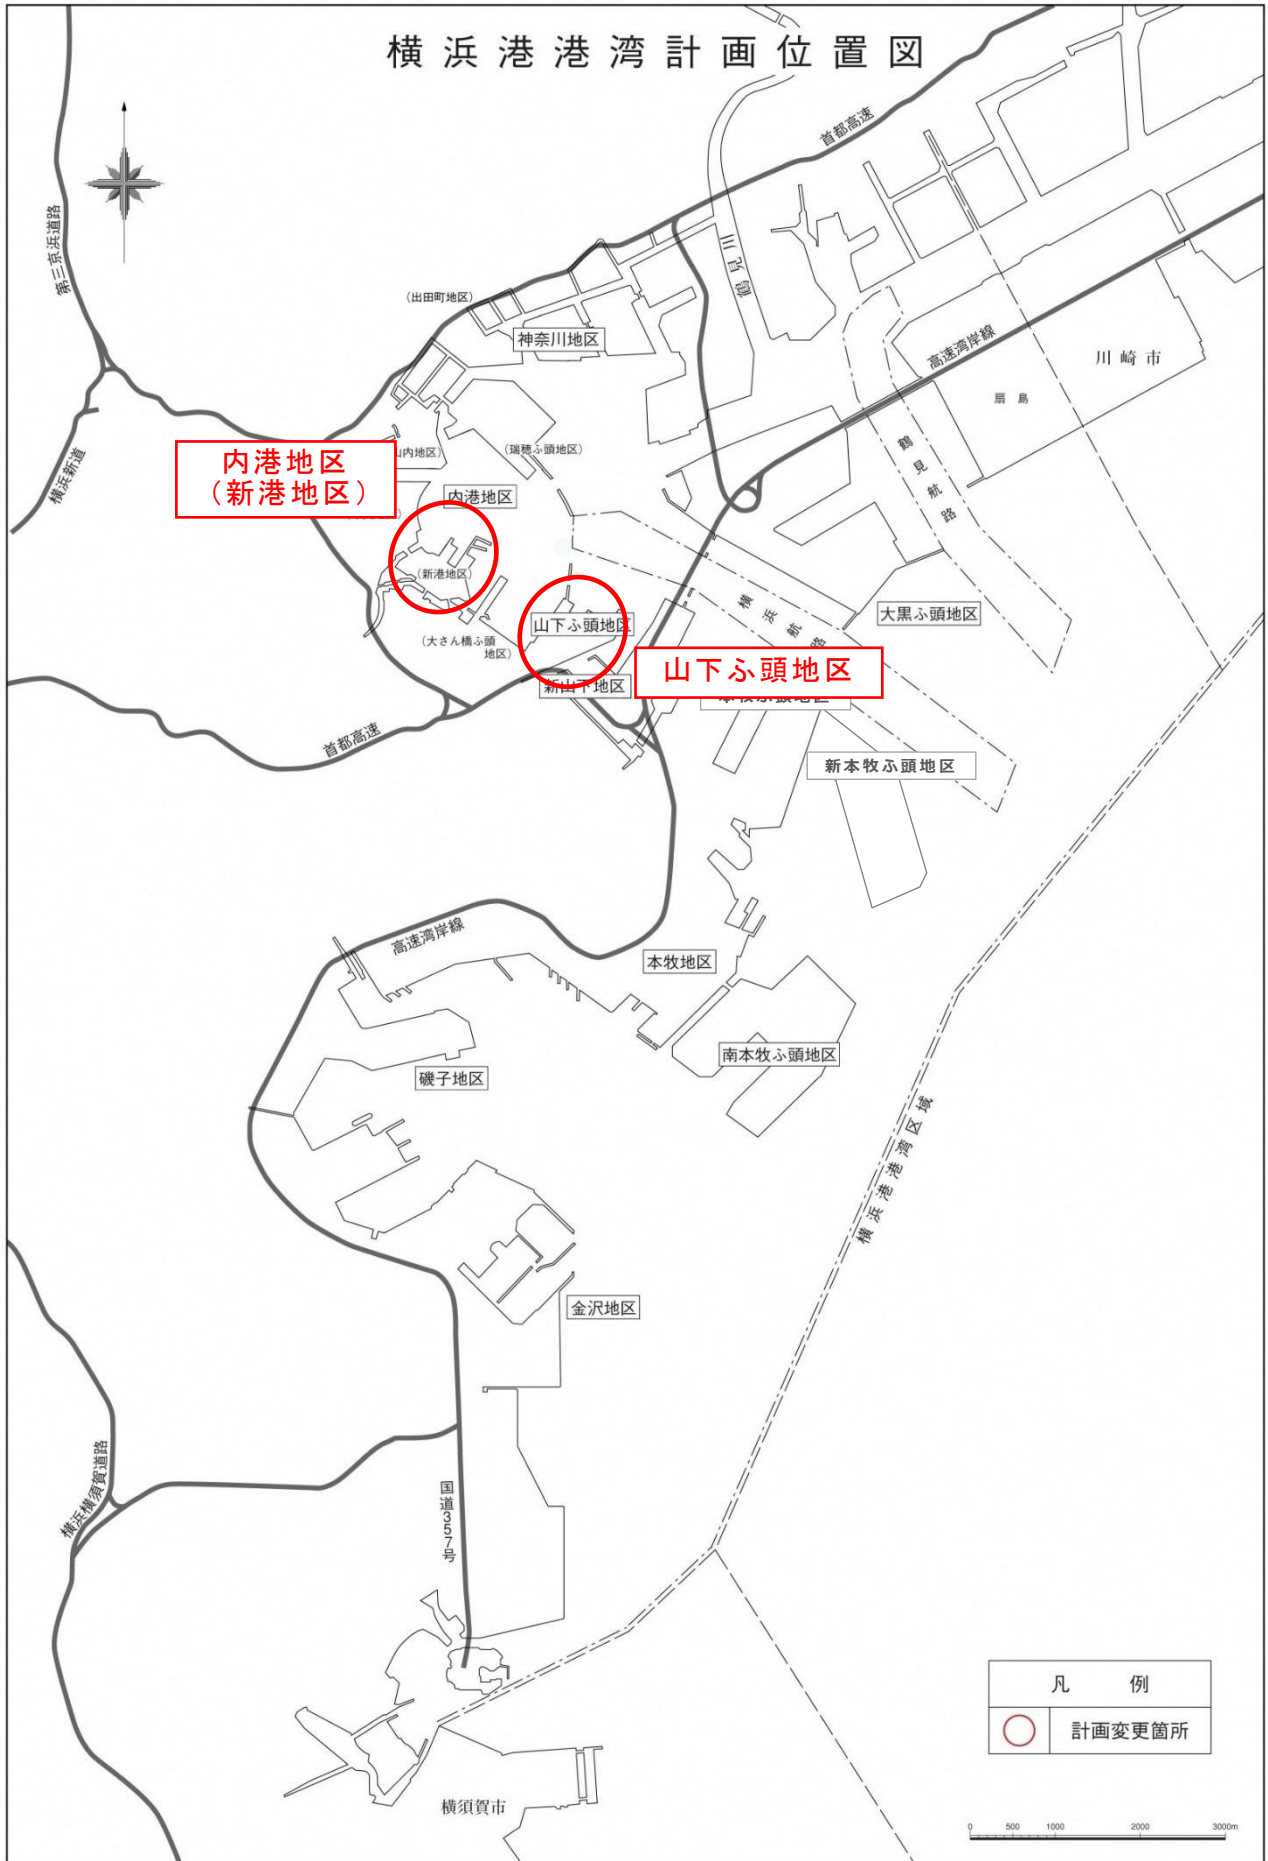 横浜港港湾計画位置図
首都高速
第三京浜道路
鶴見川
(出田町地区)
神奈川地区
高速湾岸線
川崎市
扇島
横浜新道
内港地区
(新港地区)
山内地区)
(瑞穂ふ頭地区)
鶴見航路
内港地区
(新港地区)
横浜航路
大黒ふ頭地区
山下ふ頭地区
(大さん橋ふ頭
地区)
山下ふ頭地区
新山下地区
本牧ふ頭地区
首都高速
新本牧ふ頭地区
高速湾岸線
本牧地区
南本牧ふ頭地区
磯子地区
横浜港港湾区域
金沢地区
横浜横須賀道路
国道357号
凡例
計画変更箇所
横須賀市
0 500 1000 2000 3000m